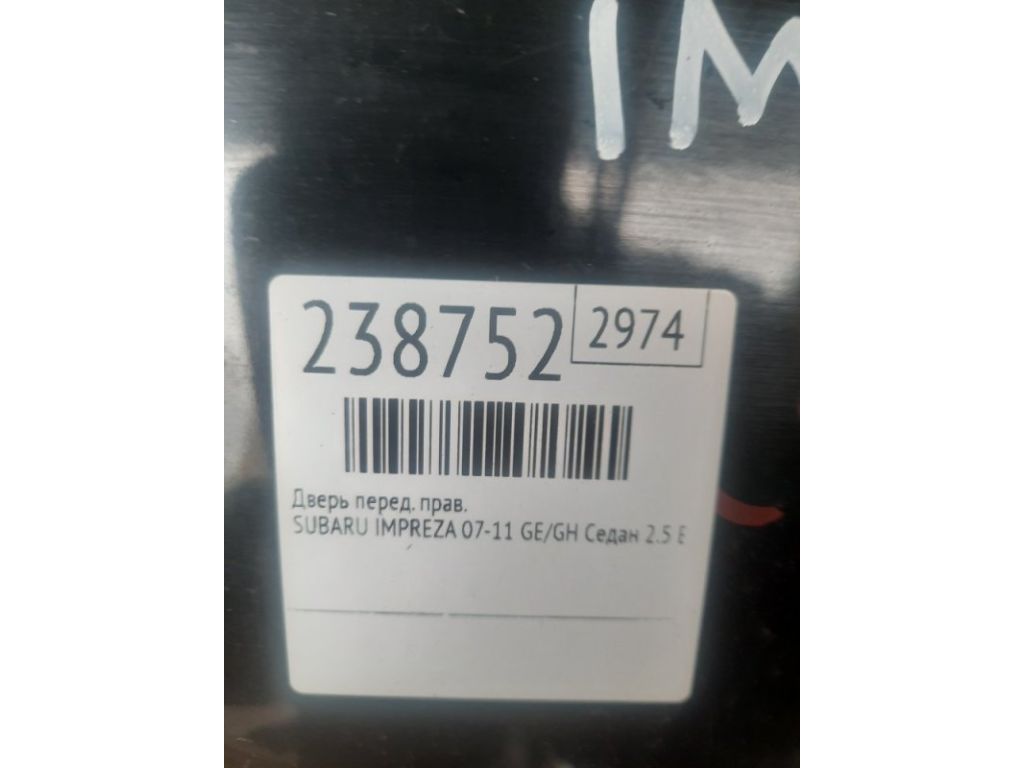 IM
238752
2974
Дверь перед. прав.
SUBARU IMPREZA 07-11 GE/GH Седан 2.5